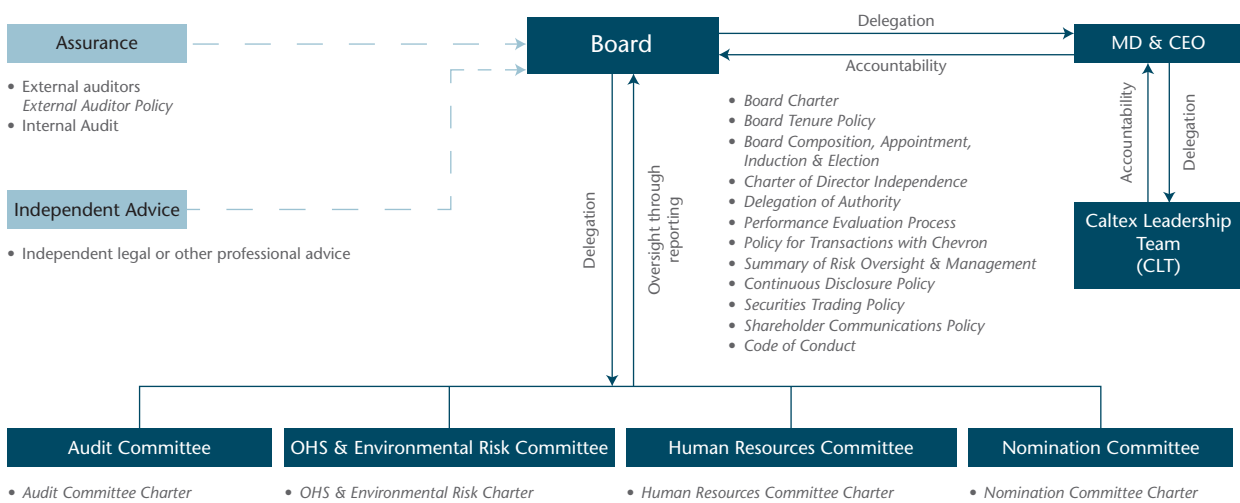 Assurance
• External auditors
External Auditor Policy
• Internal Audit
Independent Advice
• Independent legal or other professional advice
Board
Delegation
Accountability
MD & CEO
Accountability
Delegation
Caltex Leadership
Team
(CLT)
Delegation
Oversight through
reporting
• Board Charter
• Board Tenure Policy
• Board Composition, Appointment,
Induction & Election
• Charter of Director Independence
• Delegation of Authority
• Performance Evaluation Process
• Policy for Transactions with Chevron
• Summary of Risk Oversight & Management
• Continuous Disclosure Policy
• Securities Trading Policy
• Shareholder Communications Policy
• Code of Conduct
Audit Committee
• Audit Committee Charter
OHS & Environmental Risk Committee
• OHS & Environmental Risk Charter
Human Resources Committee
• Human Resources Committee Charter
Nomination Committee
• Nomination Committee Charter